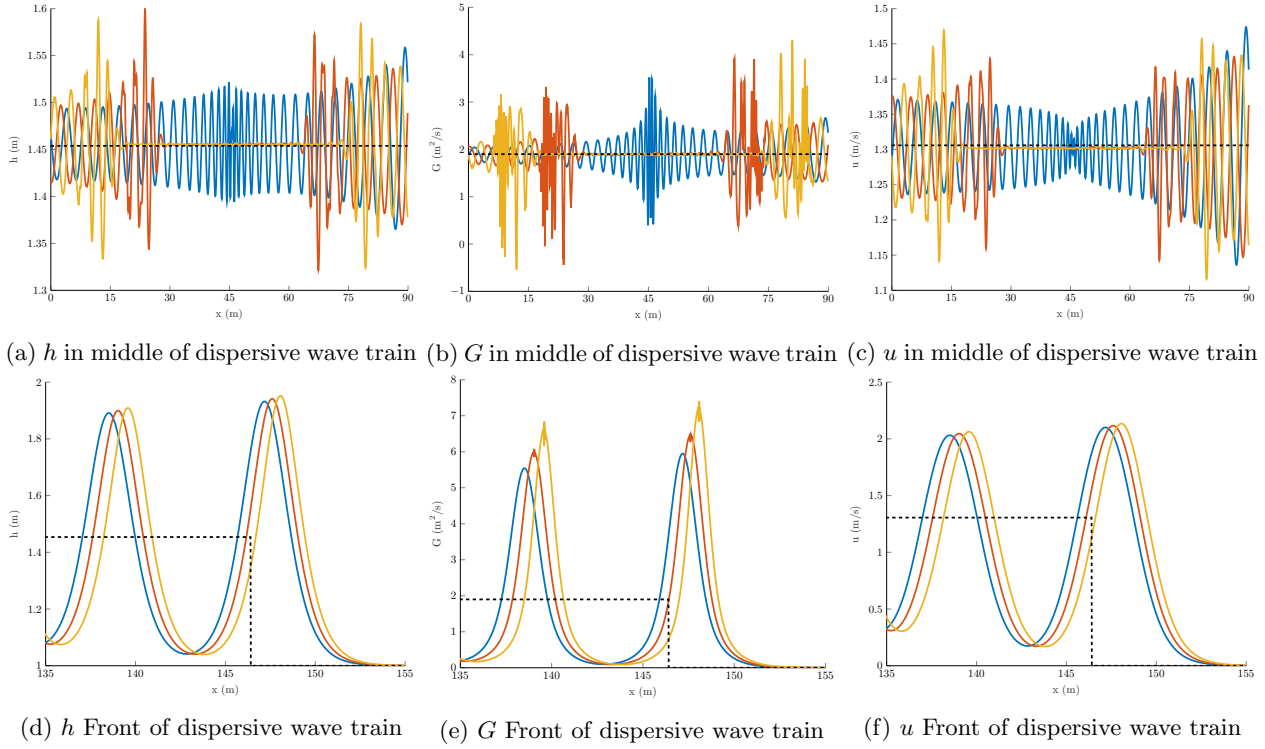 1.6
1.55
1.5
1.45
1.4
1.35
1.3
h (m)
0 15 30 45 60 75 90
x (m)
5
4
3
2
1
0
−1
G (m²/s)
0 15 30 45 60 75 90
x (m)
1.5
1.45
1.4
1.35
1.3
1.25
1.2
1.15
1.1
u (m/s)
0 15 30 45 60 75 90
x (m)
(a) h in middle of dispersive wave train
(b) G in middle of dispersive wave train
(c) u in middle of dispersive wave train
2
1.8
1.6
1.4
1.2
1
h (m)
135 140 145 150 155
x (m)
8
7
6
5
4
3
2
1
0
G (m²/s)
135 140 145 150 155
x (m)
2.5
2
1.5
1
0.5
0
u (m/s)
135 140 145 150 155
x (m)
(d) h Front of dispersive wave train
(e) G Front of dispersive wave train
(f) u Front of dispersive wave train